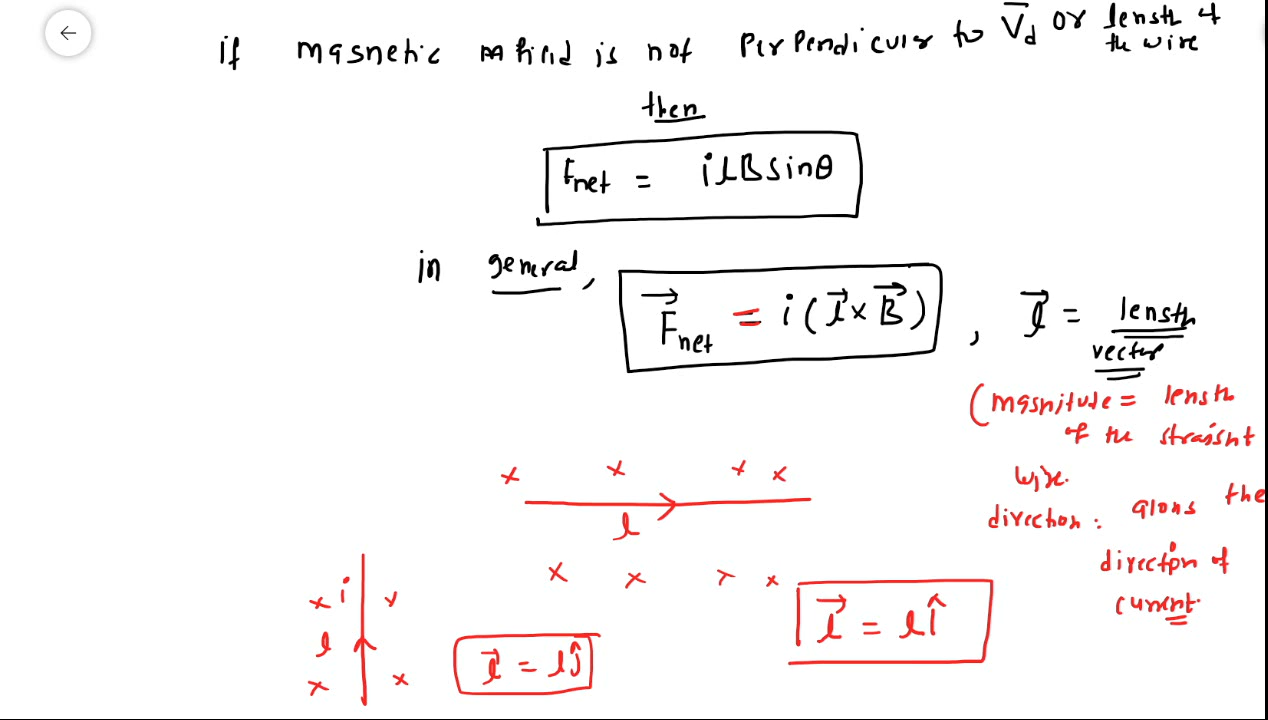 if magnetic field is not perpendicular to V⃗d or length of the wire
then
Fnet = ilBsinθ
in general,
F⃗net = i(l⃗ × B⃗) , l⃗ = length vector
(magnitude = length
of the straight
wire.
direction : along the
direction of
current.
x x x x
l
x x x x
x i x
l
x x
l⃗ = lî
l⃗ = lĵ